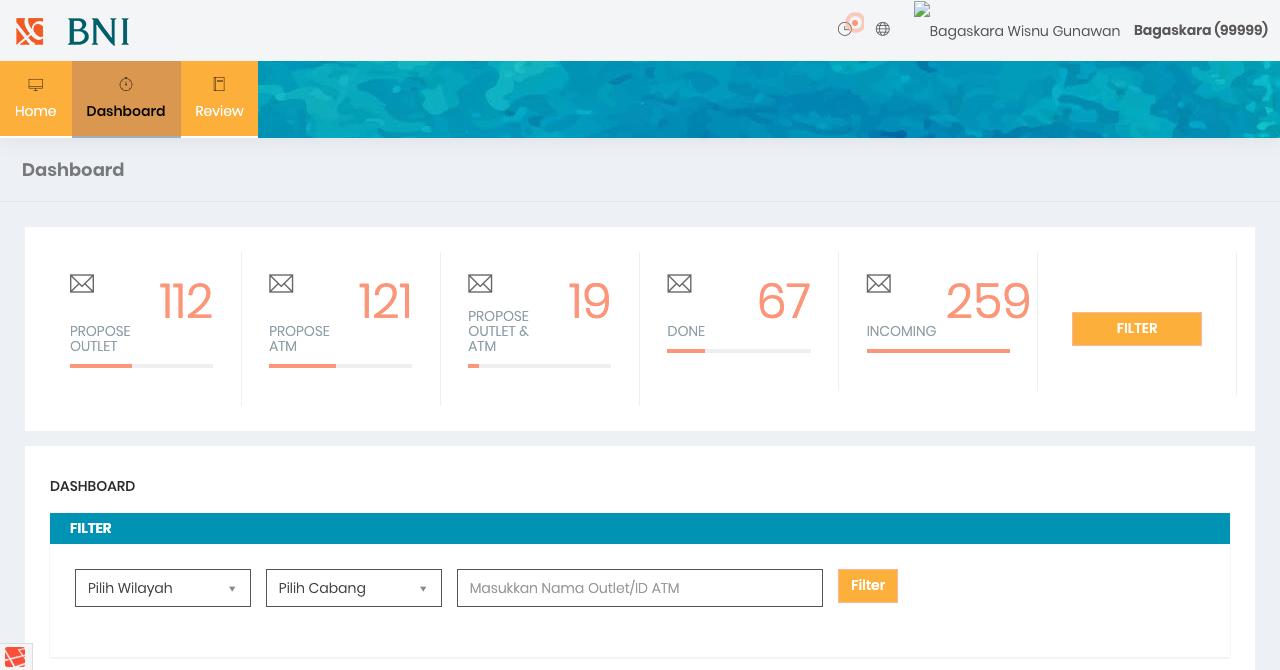 BNI
Bagaskara Wisnu Gunawan
Bagaskara (99999)
Home
Dashboard
Review
Dashboard
112
PROPOSE
OUTLET
121
PROPOSE
ATM
19
PROPOSE
OUTLET &
ATM
67
DONE
259
INCOMING
FILTER
DASHBOARD
FILTER
Pilih Wilayah
Pilih Cabang
Masukkan Nama Outlet/ID ATM
Filter